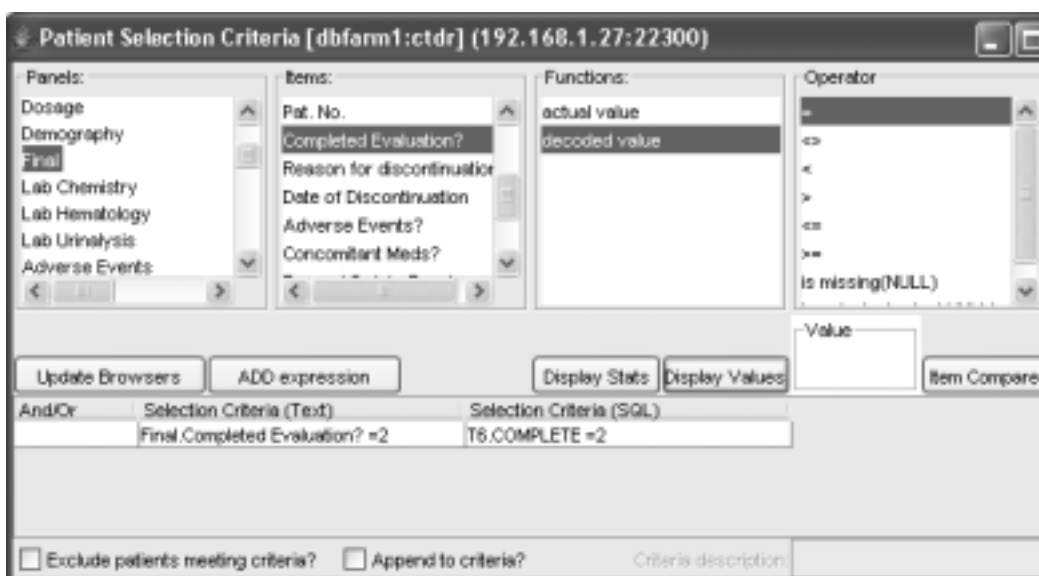 Patient Selection Criteria [dbfarm1:ctdr] (192.168.1.27:22300)
Panels:
Dosage
Demography
Final
Lab Chemistry
Lab Hematology
Lab Urinalysis
Adverse Events
Items:
Pat. No.
Completed Evaluation?
Reason for discontinuation
Date of Discontinuation
Adverse Events?
Concomitant Meds?
Functions:
actual value
decoded value
Operator
=
<>
<
>
<=
>=
is missing(NULL)
Value
Update Browsers
ADD expression
Display Stats
Display Values
Item Compare
And/Or Selection Criteria (Text) Selection Criteria (SQL)
Final.Completed Evaluation? =2 T6.COMPLETE =2
Exclude patients meeting criteria?
Append to criteria?
Criteria description: